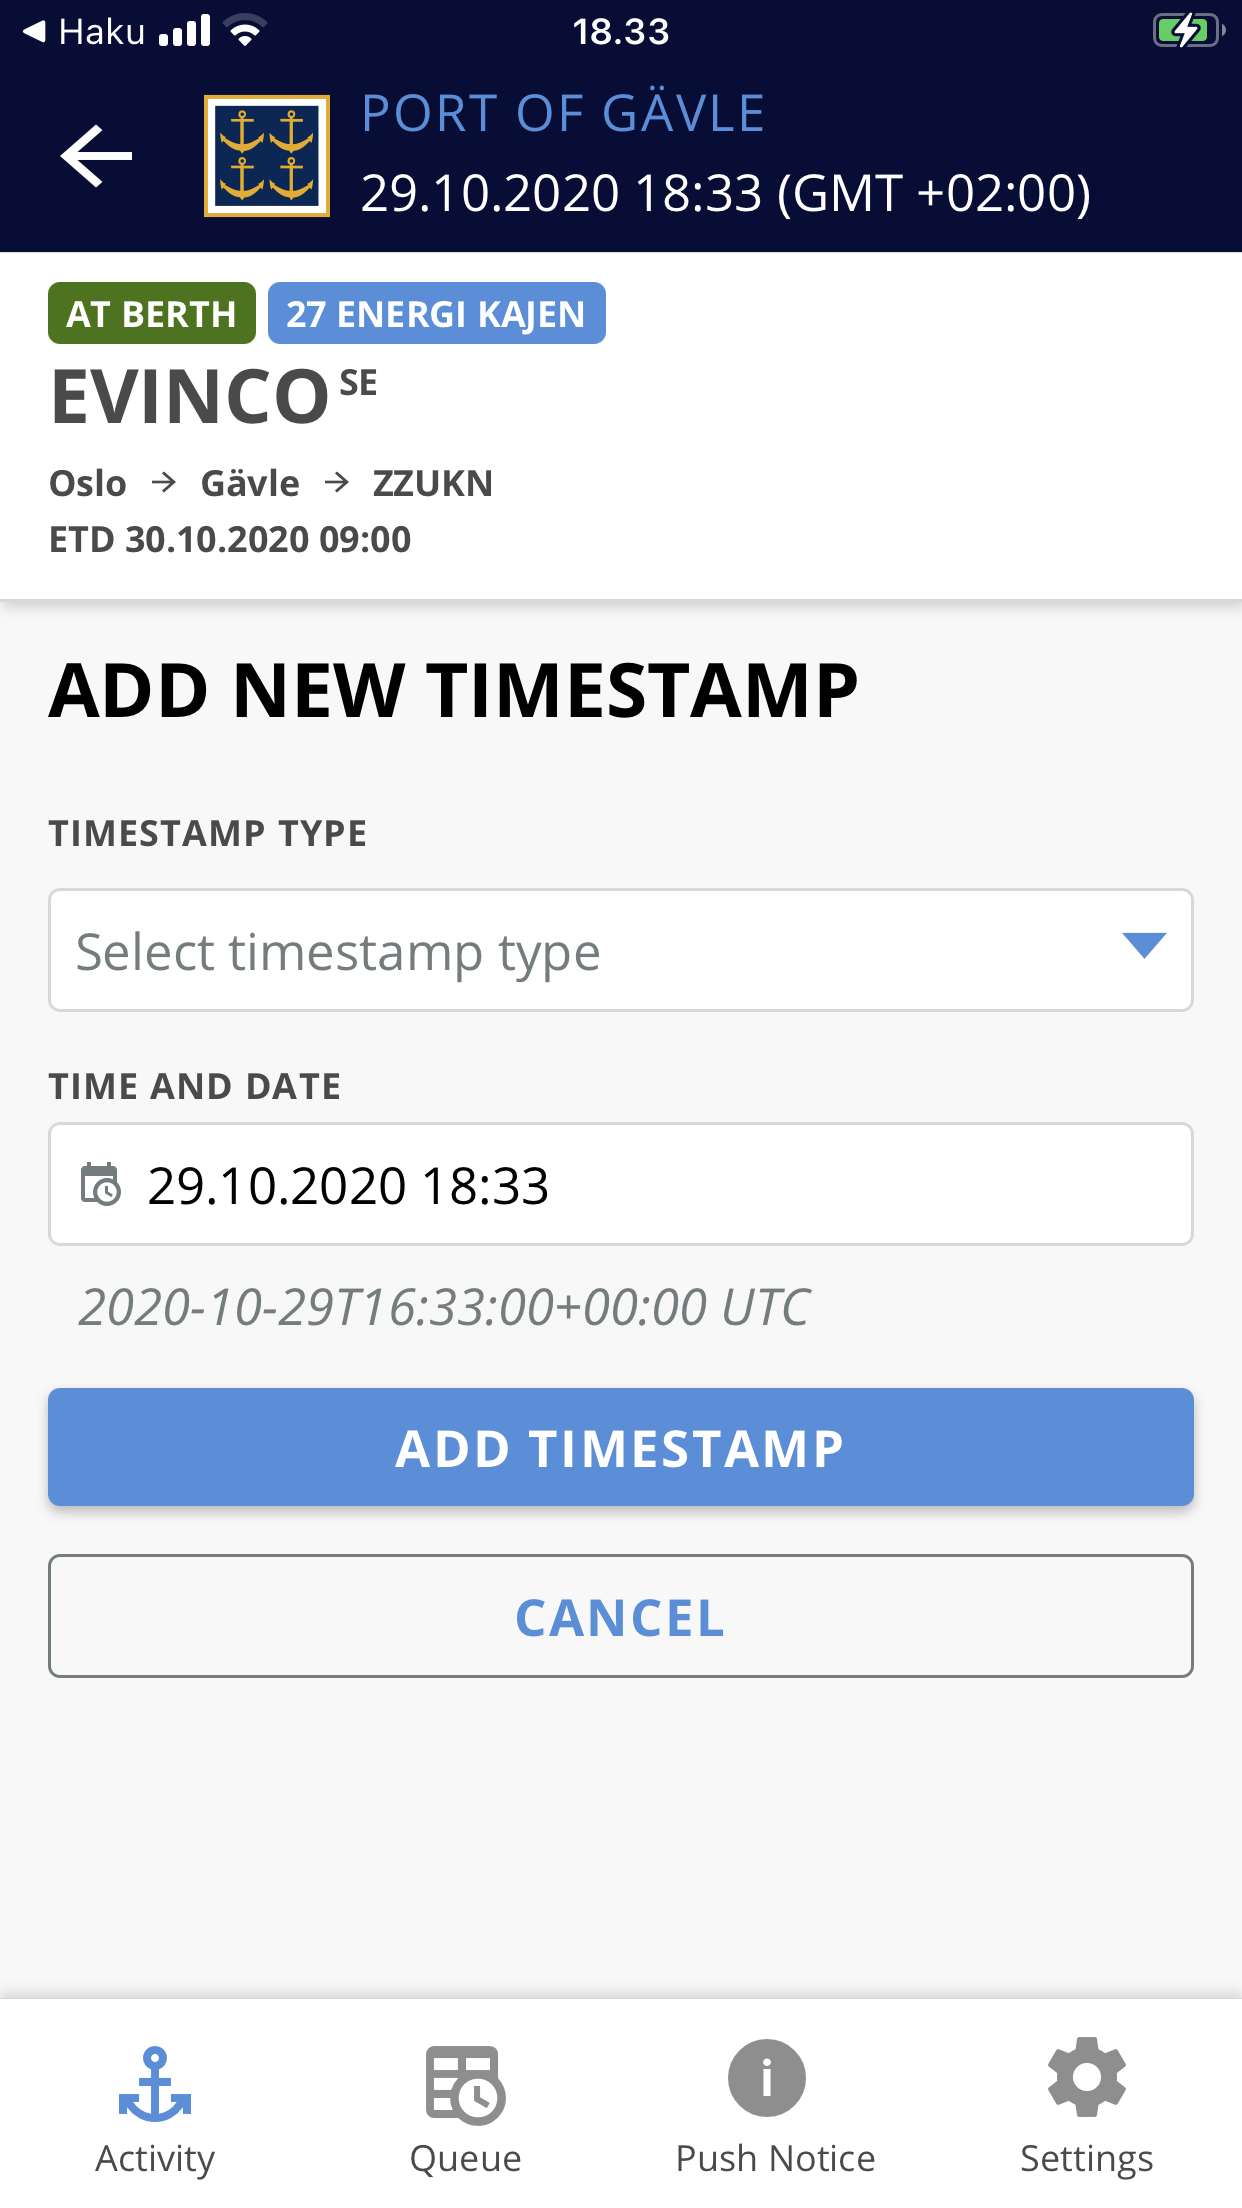 Haku 18.33
PORT OF GÄVLE
29.10.2020 18:33 (GMT +02:00)
AT BERTH 27 ENERGI KAJEN
EVINCO SE
Oslo → Gävle → ZZUKN
ETD 30.10.2020 09:00
ADD NEW TIMESTAMP
TIMESTAMP TYPE
Select timestamp type
TIME AND DATE
29.10.2020 18:33
2020-10-29T16:33:00+00:00 UTC
ADD TIMESTAMP
CANCEL
Activity Queue Push Notice Settings